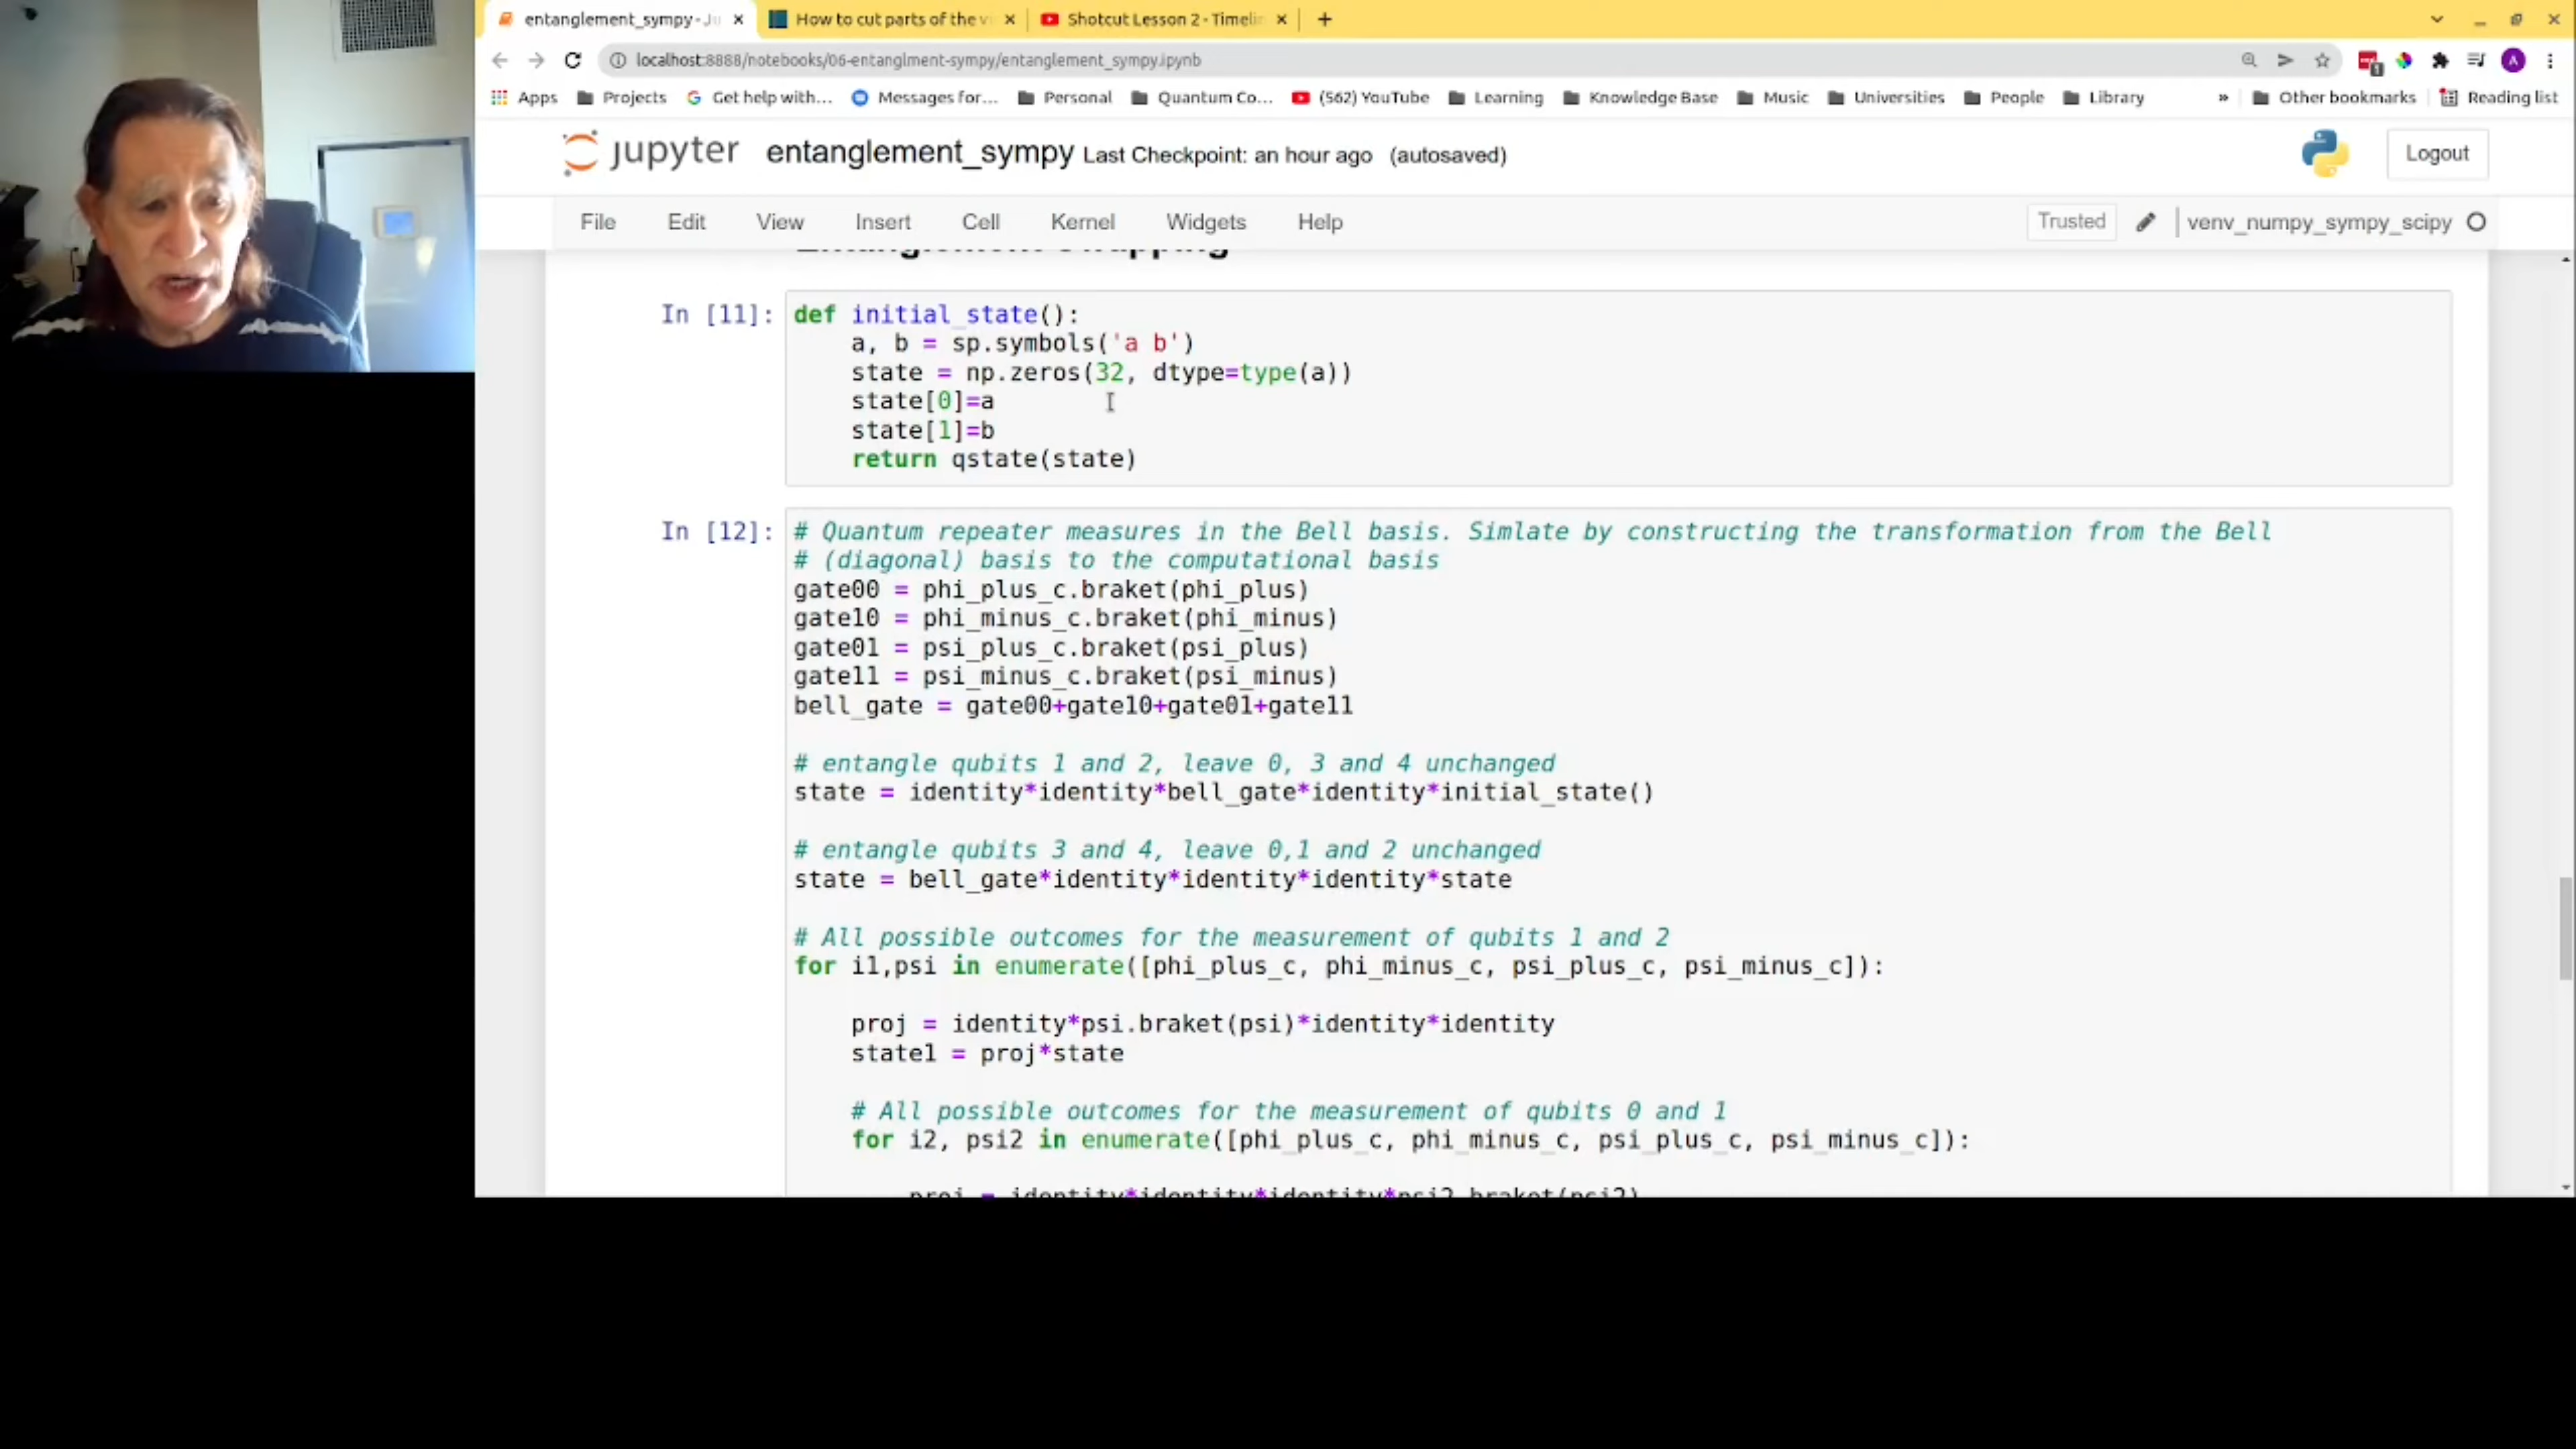 entanglement_sympy - Ju
How to cut parts of the v
Shotcut Lesson 2 - Timelin
localhost:8888/notebooks/06-entanglment-sympy/entanglement_sympy.ipynb
Apps Projects Get help with... Messages for... Personal Quantum Co... (562) YouTube Learning Knowledge Base Music Universities People Library » Other bookmarks Reading list
jupyter entanglement_sympy Last Checkpoint: an hour ago (autosaved) Logout
File Edit View Insert Cell Kernel Widgets Help Trusted venv_numpy_sympy_scipy
In [11]: def initial_state():
a, b = sp.symbols('a b')
state = np.zeros(32, dtype=type(a))
state[0]=a
state[1]=b
return qstate(state)
In [12]: # Quantum repeater measures in the Bell basis. Simlate by constructing the transformation from the Bell
# (diagonal) basis to the computational basis
gate00 = phi_plus_c.braket(phi_plus)
gate10 = phi_minus_c.braket(phi_minus)
gate01 = psi_plus_c.braket(psi_plus)
gate11 = psi_minus_c.braket(psi_minus)
bell_gate = gate00+gate10+gate01+gate11
# entangle qubits 1 and 2, leave 0, 3 and 4 unchanged
state = identity*identity*bell_gate*identity*initial_state()
# entangle qubits 3 and 4, leave 0,1 and 2 unchanged
state = bell_gate*identity*identity*identity*state
# All possible outcomes for the measurement of qubits 1 and 2
for i1,psi in enumerate([phi_plus_c, phi_minus_c, psi_plus_c, psi_minus_c]):
proj = identity*psi.braket(psi)*identity*identity
state1 = proj*state
# All possible outcomes for the measurement of qubits 0 and 1
for i2, psi2 in enumerate([phi_plus_c, phi_minus_c, psi_plus_c, psi_minus_c]):
proj = identity*identity*identity*psi2.braket(psi2)